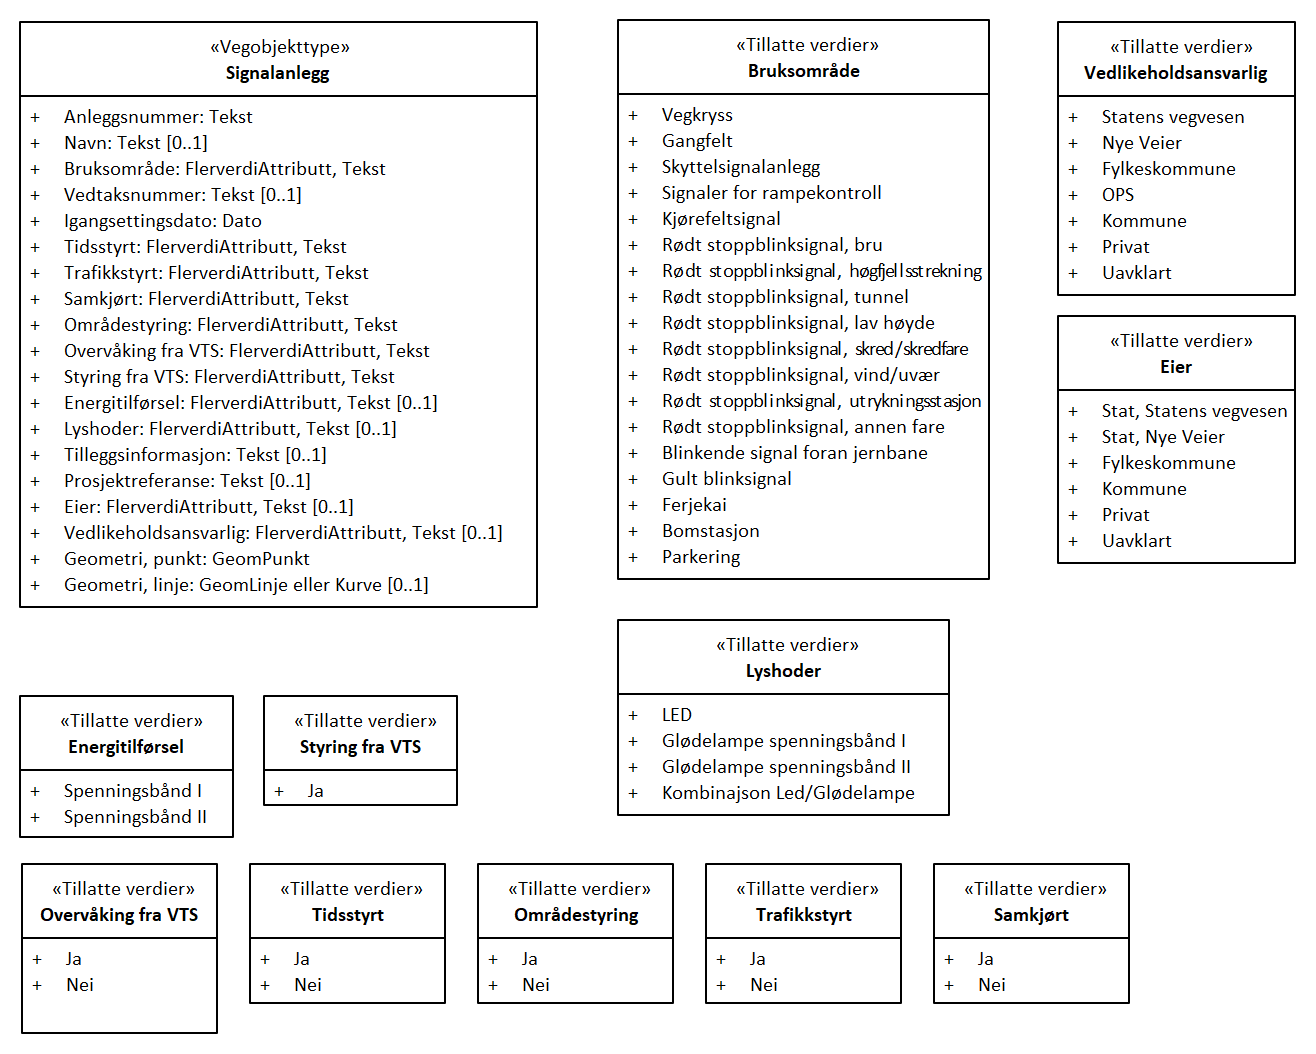 «Vegobjekttype»
Signalanlegg
+ Anleggsnummer: Tekst
+ Navn: Tekst [0..1]
+ Bruksområde: FlerverdiAttributt, Tekst
+ Vedtaksnummer: Tekst [0..1]
+ Igangsettingsdato: Dato
+ Tidsstyrt: FlerverdiAttributt, Tekst
+ Trafikkstyrt: FlerverdiAttributt, Tekst
+ Samkjørt: FlerverdiAttributt, Tekst
+ Områdestyring: FlerverdiAttributt, Tekst
+ Overvåking fra VTS: FlerverdiAttributt, Tekst
+ Styring fra VTS: FlerverdiAttributt, Tekst
+ Energitilførsel: FlerverdiAttributt, Tekst [0..1]
+ Lyshoder: FlerverdiAttributt, Tekst [0..1]
+ Tilleggsinformasjon: Tekst [0..1]
+ Prosjektreferanse: Tekst [0..1]
+ Eier: FlerverdiAttributt, Tekst [0..1]
+ Vedlikeholdsansvarlig: FlerverdiAttributt, Tekst [0..1]
+ Geometri, punkt: GeomPunkt
+ Geometri, linje: GeomLinje eller Kurve [0..1]
«Tillatte verdier»
Bruksområde
+ Vegkryss
+ Gangfelt
+ Skyttelsignalanlegg
+ Signaler for rampekontroll
+ Kjørefeltsignal
+ Rødt stoppblinksignal, bru
+ Rødt stoppblinksignal, høgfjellsstrekning
+ Rødt stoppblinksignal, tunnel
+ Rødt stoppblinksignal, lav høyde
+ Rødt stoppblinksignal, skred/skredfare
+ Rødt stoppblinksignal, vind/uvær
+ Rødt stoppblinksignal, utrykningsstasjon
+ Rødt stoppblinksignal, annen fare
+ Blinkende signal foran jernbane
+ Gult blinksignal
+ Ferjekai
+ Bomstasjon
+ Parkering
«Tillatte verdier»
Vedlikeholdsansvarlig
+ Statens vegvesen
+ Nye Veier
+ Fylkeskommune
+ OPS
+ Kommune
+ Privat
+ Uavklart
«Tillatte verdier»
Eier
+ Stat, Statens vegvesen
+ Stat, Nye Veier
+ Fylkeskommune
+ Kommune
+ Privat
+ Uavklart
«Tillatte verdier»
Lyshoder
+ LED
+ Glødelampe spenningsbånd I
+ Glødelampe spenningsbånd II
+ Kombinajson Led/Glødelampe
«Tillatte verdier»
Energitilførsel
+ Spenningsbånd I
+ Spenningsbånd II
«Tillatte verdier»
Styring fra VTS
+ Ja
«Tillatte verdier»
Overvåking fra VTS
+ Ja
+ Nei
«Tillatte verdier»
Tidsstyrt
+ Ja
+ Nei
«Tillatte verdier»
Områdestyring
+ Ja
+ Nei
«Tillatte verdier»
Trafikkstyrt
+ Ja
+ Nei
«Tillatte verdier»
Samkjørt
+ Ja
+ Nei